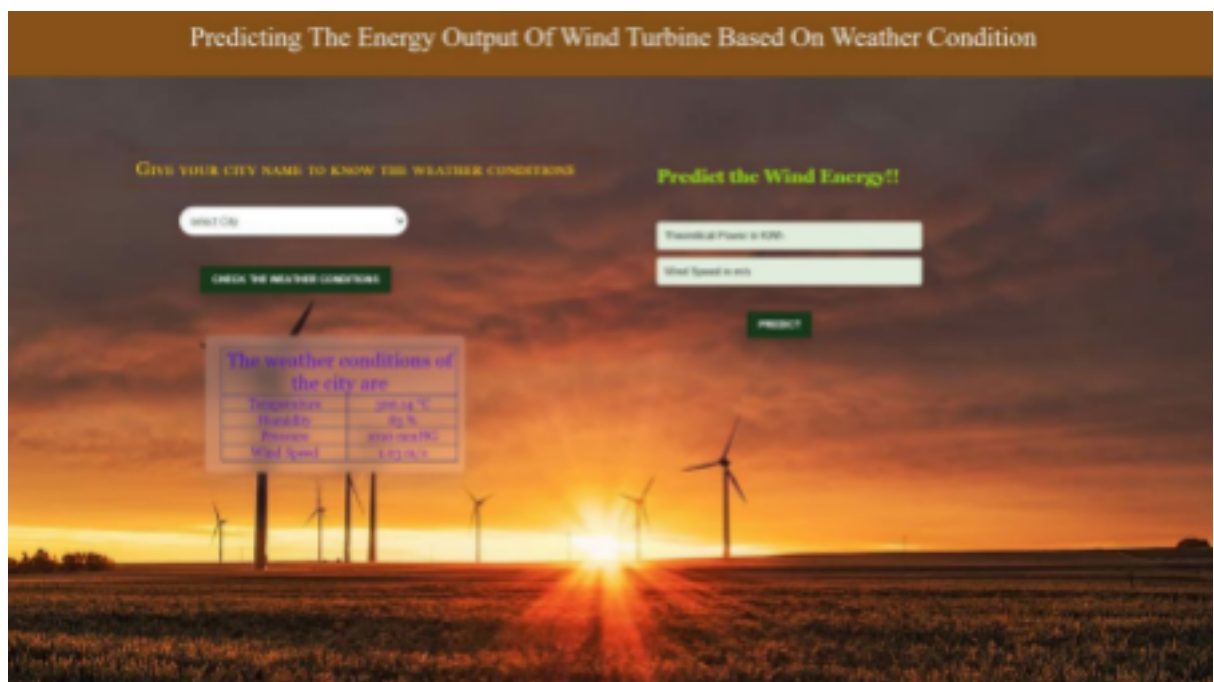 Predicting The Energy Output Of Wind Turbine Based On Weather Condition
GIVE YOUR CITY NAME TO KNOW THE WEATHER CONDITIONS
select City
CHECK THE WEATHER CONDITIONS
The weather conditions of
the city are
Temperature
Humidity 83 %
Pressure
Wind Speed
Predict the Wind Energy!!
Theoretical Power in KWh
Wind Speed in m/s
PREDICT